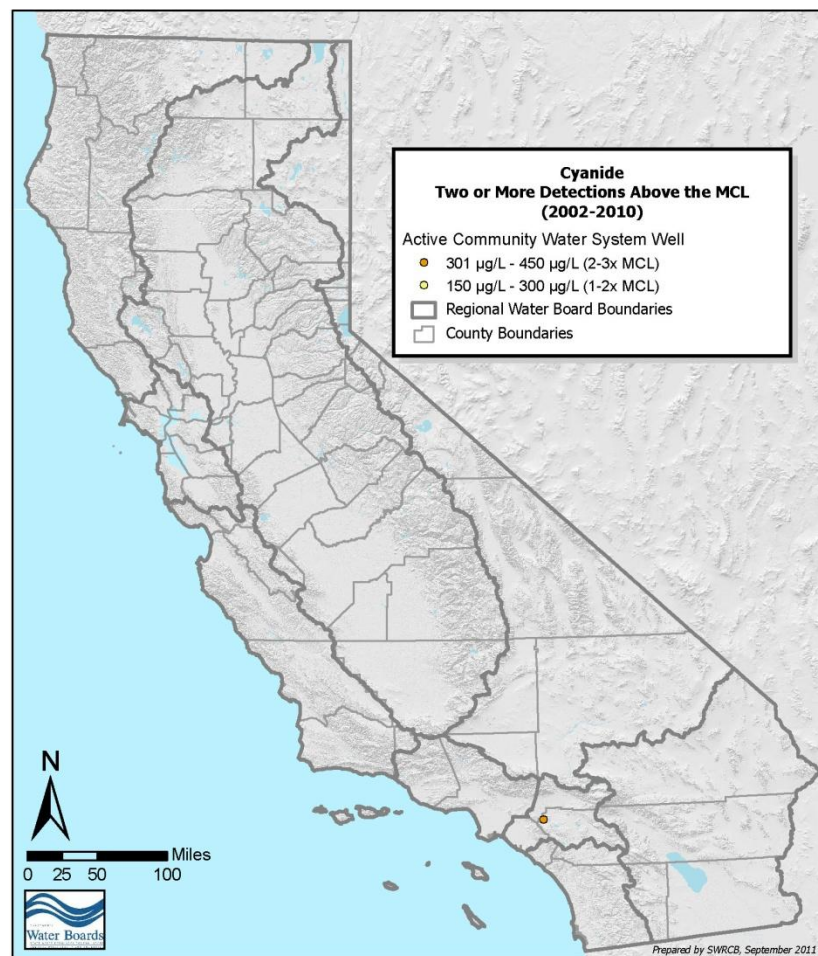 Cyanide
Two or More Detections Above the MCL
(2002-2010)
Active Community Water System Well
301 µg/L - 450 µg/L (2-3x MCL)
150 µg/L - 300 µg/L (1-2x MCL)
Regional Water Board Boundaries
County Boundaries
N
Miles
0 25 50 100
Water Boards
Prepared by SWRCB, September 2011